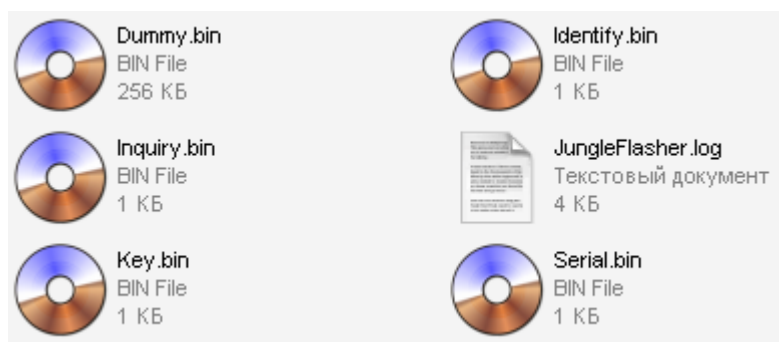 Dummy.bin
BIN File
256 КБ
Identify.bin
BIN File
1 КБ
Inquiry.bin
BIN File
1 КБ
JungleFlasher.log
Текстовый документ
4 КБ
Key.bin
BIN File
1 КБ
Serial.bin
BIN File
1 КБ